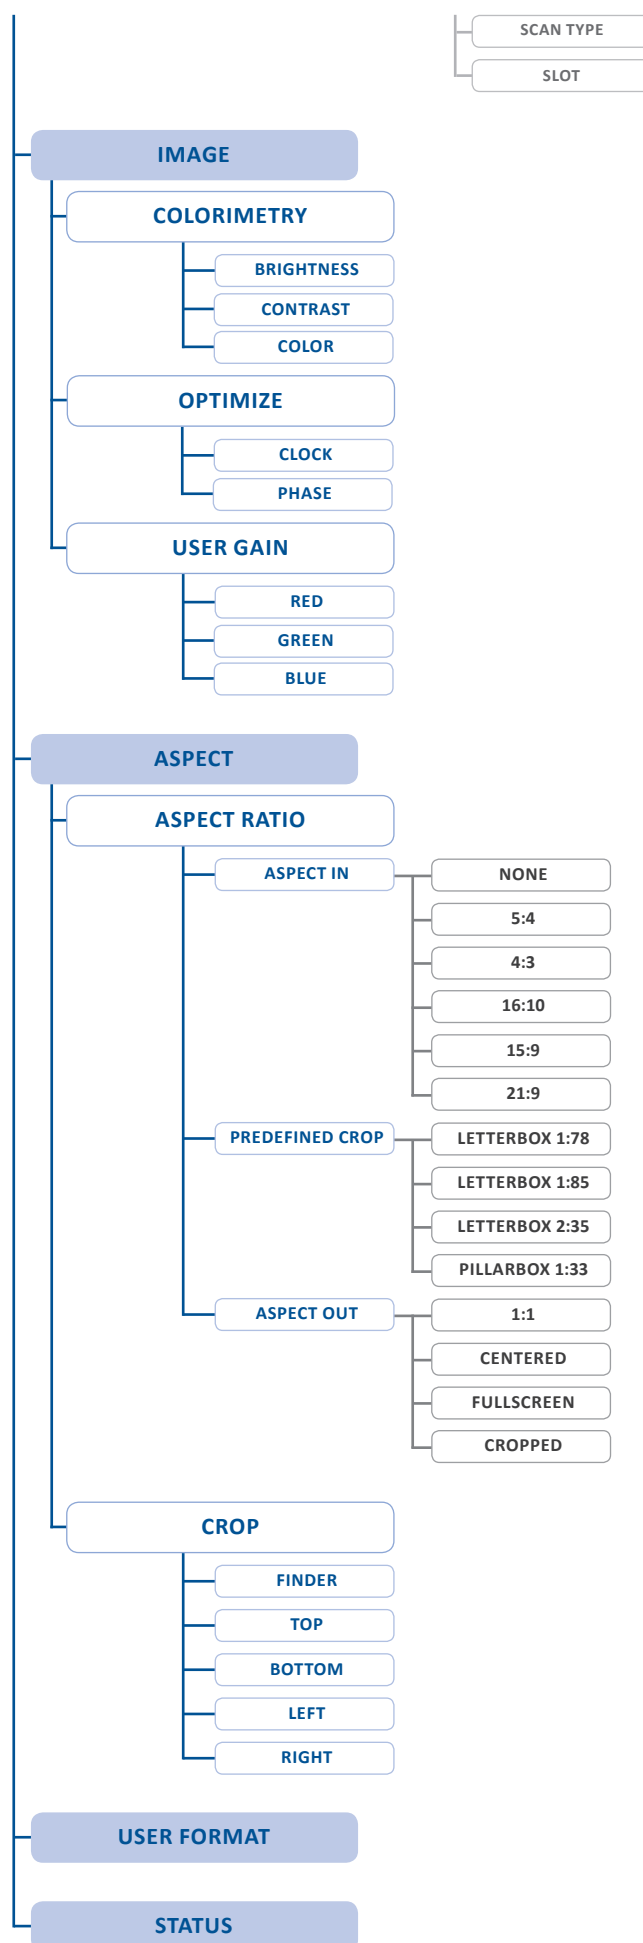 SCAN TYPE
SLOT
IMAGE
COLORIMETRY
BRIGHTNESS
CONTRAST
COLOR
OPTIMIZE
CLOCK
PHASE
USER GAIN
RED
GREEN
BLUE
ASPECT
ASPECT RATIO
ASPECT IN
NONE
5:4
4:3
16:10
15:9
21:9
PREDEFINED CROP
LETTERBOX 1:78
LETTERBOX 1:85
LETTERBOX 2:35
PILLARBOX 1:33
ASPECT OUT
1:1
CENTERED
FULLSCREEN
CROPPED
CROP
FINDER
TOP
BOTTOM
LEFT
RIGHT
USER FORMAT
STATUS